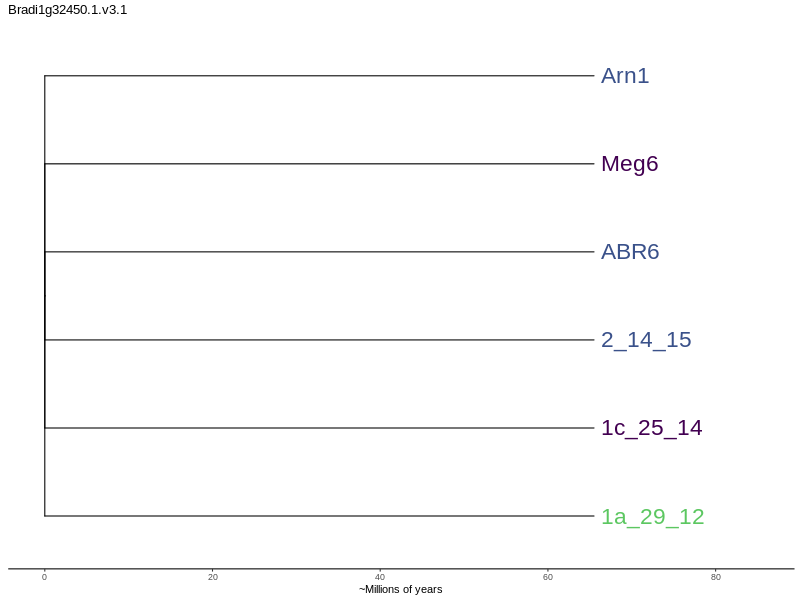 Bradi1g32450.1.v3.1
Arn1
Meg6
ABR6
2_14_15
1c_25_14
1a_29_12
0 20 40 60 80
~Millions of years